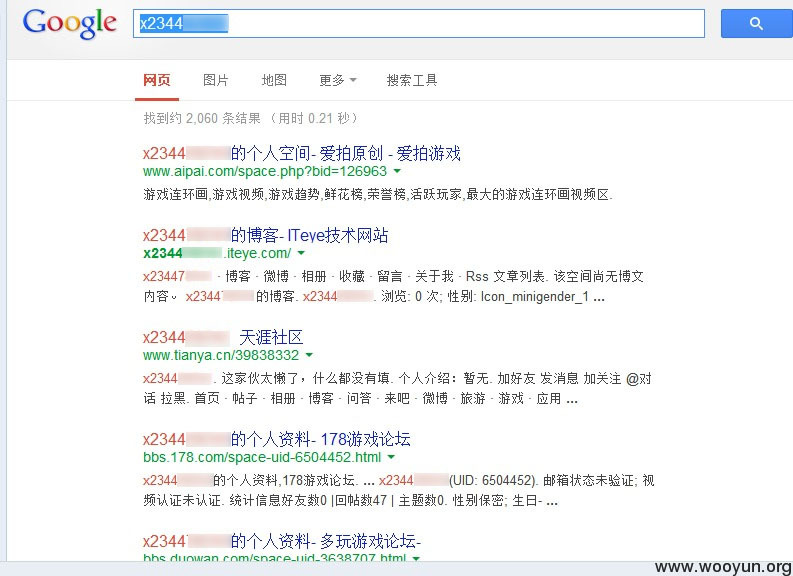 Google
x2344
网页 图片 地图 更多 搜索工具
找到约 2,060 条结果 （用时 0.21 秒）
x2344 的个人空间- 爱拍原创 - 爱拍游戏
www.aipai.com/space.php?bid=126963
游戏连环画,游戏视频,游戏趋势,鲜花榜,荣誉榜,活跃玩家,最大的游戏连环画视频区.
x2344 的博客- ITeye技术网站
x2344 .iteye.com/
x23447 · 博客 · 微博 · 相册 · 收藏 · 留言 · 关于我 · Rss 文章列表. 该空间尚无博文
内容。 x2344 的博客. x2344 . 浏览: 0 次; 性别: Icon_minigender_1 ...
x2344 天涯社区
www.tianya.cn/39838332
x2344 . 这家伙太懒了，什么都没有填. 个人介绍：暂无. 加好友 发消息 加关注 @对
话 拉黑. 首页 · 帖子 · 相册 · 博客 · 问答 · 来吧 · 微博 · 旅游 · 游戏 · 应用 ...
x2344 的个人资料- 178游戏论坛
bbs.178.com/space-uid-6504452.html
x2344 的个人资料,178游戏论坛. ... x2344 (UID: 6504452). 邮箱状态未验证; 视
频认证未认证. 统计信息好友数0 |回帖数47 | 主题数0. 性别保密; 生日- ...
x2344 的个人资料- 多玩游戏论坛-
bbs.duowan.com/space-uid-3638707.html
www.wooyun.org